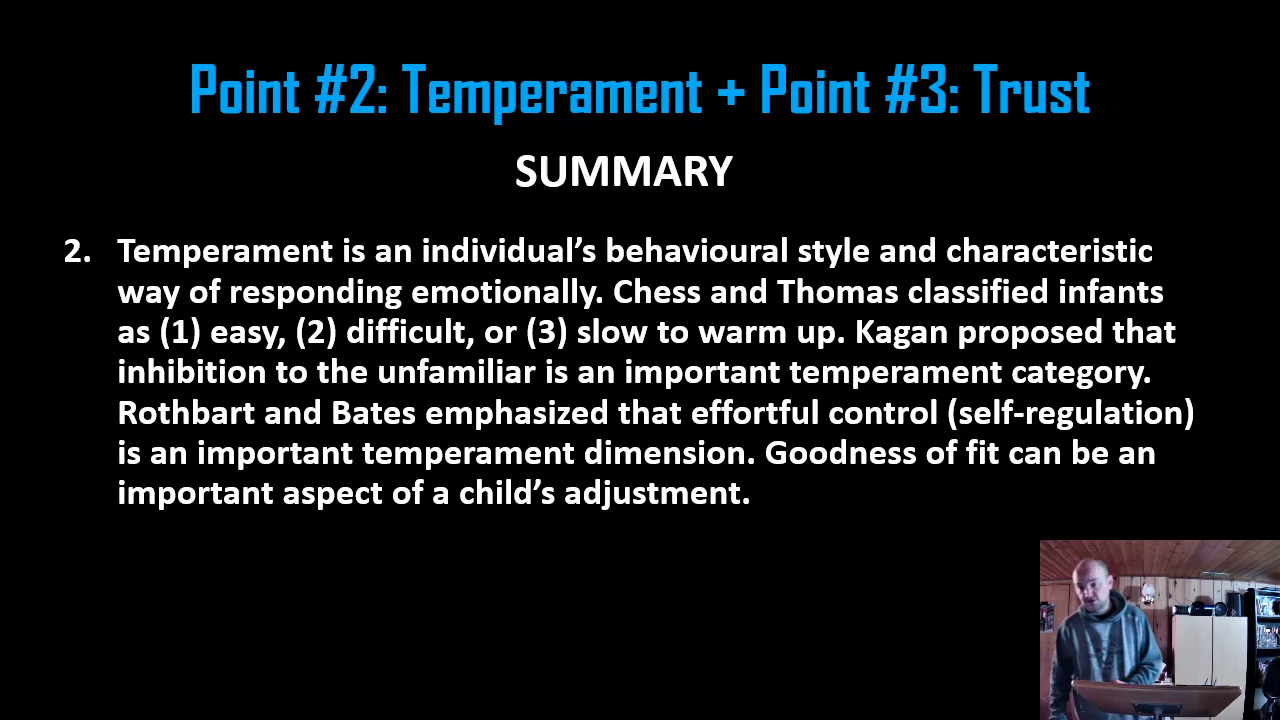 Point #2: Temperament + Point #3: Trust
SUMMARY
2. Temperament is an individual’s behavioural style and characteristic
way of responding emotionally. Chess and Thomas classified infants
as (1) easy, (2) difficult, or (3) slow to warm up. Kagan proposed that
inhibition to the unfamiliar is an important temperament category.
Rothbart and Bates emphasized that effortful control (self-regulation)
is an important temperament dimension. Goodness of fit can be an
important aspect of a child’s adjustment.